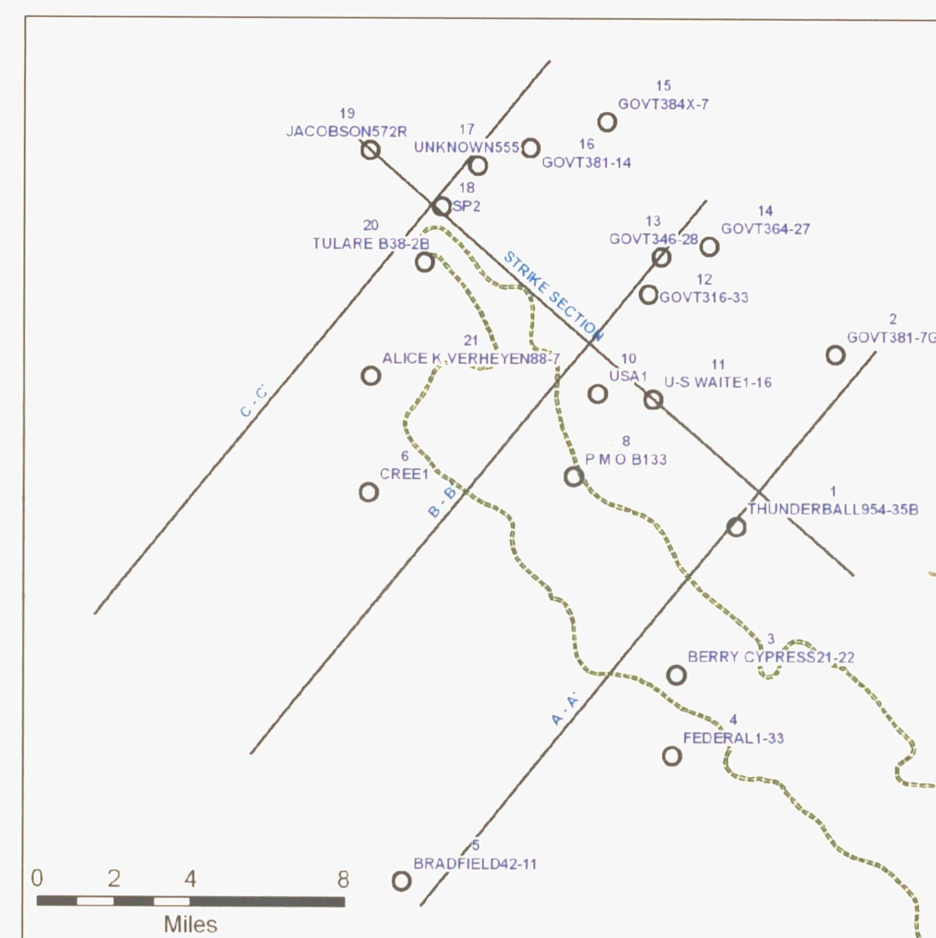 15
GOVT384X-7
19
JACOBSON572R
17
UNKNOWN555
16
GOVT381-14
18
SP2
20
TULARE B38-2B
13
GOVT346-28
14
GOVT364-27
STRIKE SECTION
12
GOVT316-33
2
GOVT381-7G
21
ALICE K.VERHEYEN88-7
10
USA1
11
U-S WAITE1-16
C - C'
8
P M O B133
6
CREE1
B - B'
1
THUNDERBALL954-35B
3
BERRY CYPRESS21-22
A - A'
4
FEDERAL1-33
5
BRADFIELD42-11
0 2 4 8
Miles